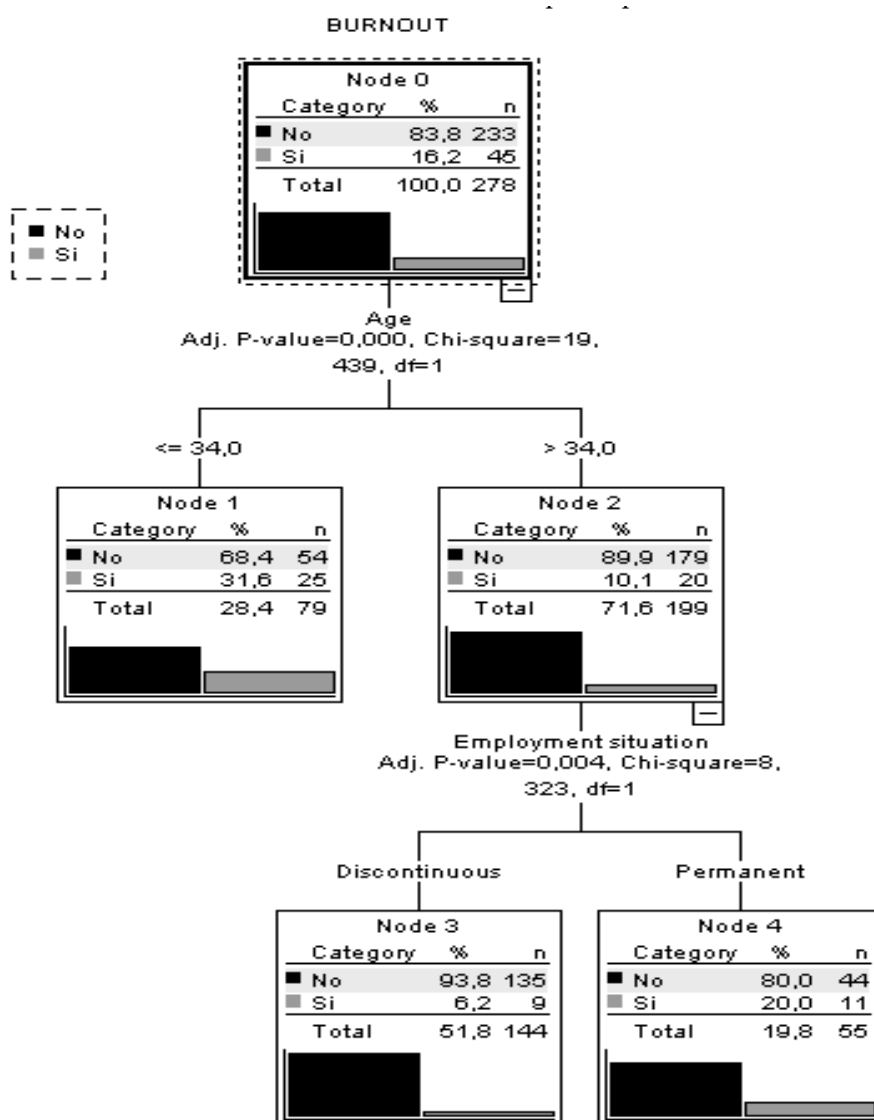 BURNOUT
Node 0
Category % n
No 83,8 233
Si 16,2 45
Total 100,0 278
No
Si
Age
Adj. P-value=0,000, Chi-square=19,
439, df=1
<= 34,0
> 34,0
Node 1
Category % n
No 68,4 54
Si 31,6 25
Total 28,4 79
Node 2
Category % n
No 89,9 179
Si 10,1 20
Total 71,6 199
Employment situation
Adj. P-value=0,004, Chi-square=8,
323, df=1
Discontinuous
Permanent
Node 3
Category % n
No 93,8 135
Si 6,2 9
Total 51,8 144
Node 4
Category % n
No 80,0 44
Si 20,0 11
Total 19,8 55